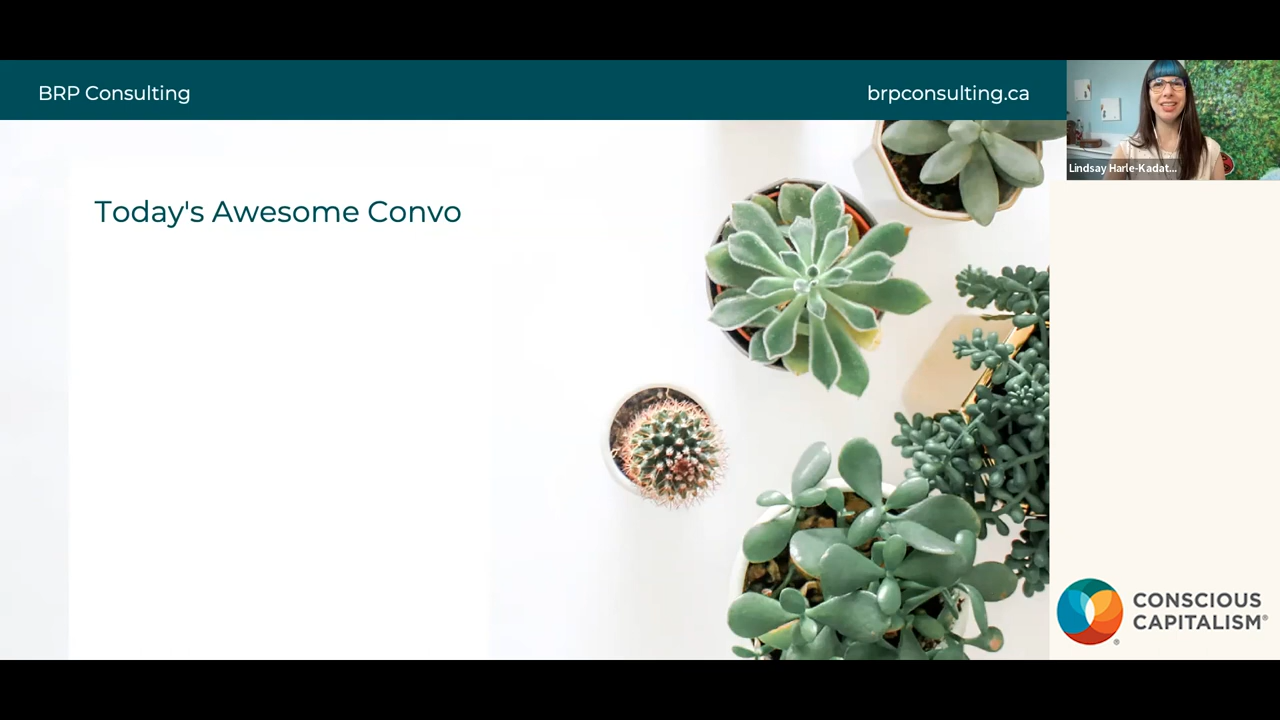 BRP Consulting
brpconsulting.ca
Lindsay Harle-Kadat...
Today's Awesome Convo
CONSCIOUS
CAPITALISM®
®